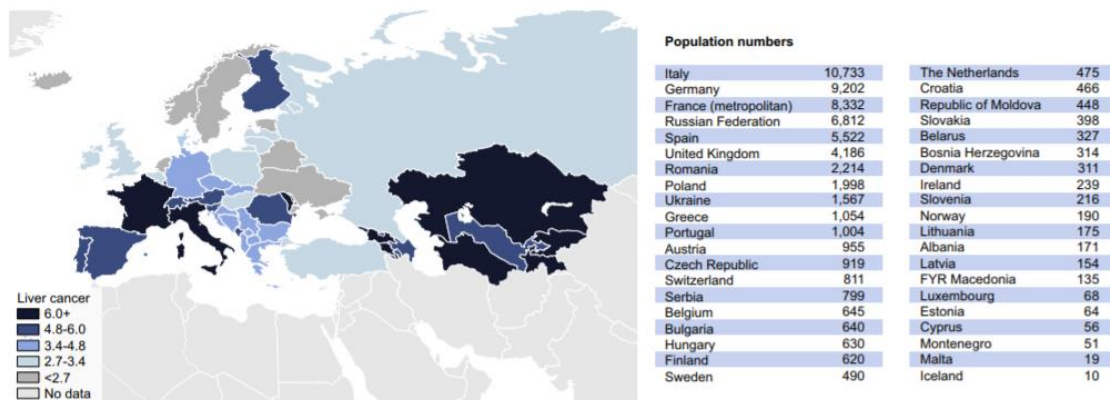 Liver cancer
6.0+
4.8-6.0
3.4-4.8
2.7-3.4
<2.7
No data
Population numbers
Italy 10,733
Germany 9,202
France (metropolitan) 8,332
Russian Federation 6,812
Spain 5,522
United Kingdom 4,186
Romania 2,214
Poland 1,998
Ukraine 1,567
Greece 1,054
Portugal 1,004
Austria 955
Czech Republic 919
Switzerland 811
Serbia 799
Belgium 645
Bulgaria 640
Hungary 630
Finland 620
Sweden 490
The Netherlands 475
Croatia 466
Republic of Moldova 448
Slovakia 398
Belarus 327
Bosnia Herzegovina 314
Denmark 311
Ireland 239
Slovenia 216
Norway 190
Lithuania 175
Albania 171
Latvia 154
FYR Macedonia 135
Luxembourg 68
Estonia 64
Cyprus 56
Montenegro 51
Malta 19
Iceland 10